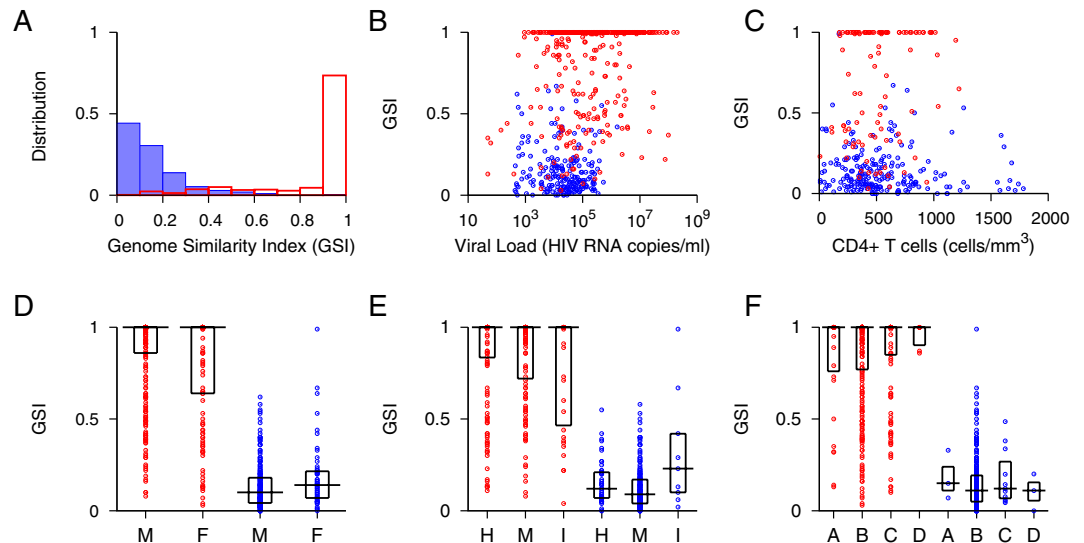 A
Distribution
1
0.5
0
0 0.2 0.4 0.6 0.8 1
Genome Similarity Index (GSI)
B
GSI
1
0.5
0
10 10^3 10^5 10^7 10^9
Viral Load (HIV RNA copies/ml)
C
GSI
1
0.5
0
0 500 1000 1500 2000
CD4+ T cells (cells/mm^3)
D
GSI
1
0.5
0
M F M F
E
GSI
1
0.5
0
H M I H M I
F
GSI
1
0.5
0
A B C D A B C D